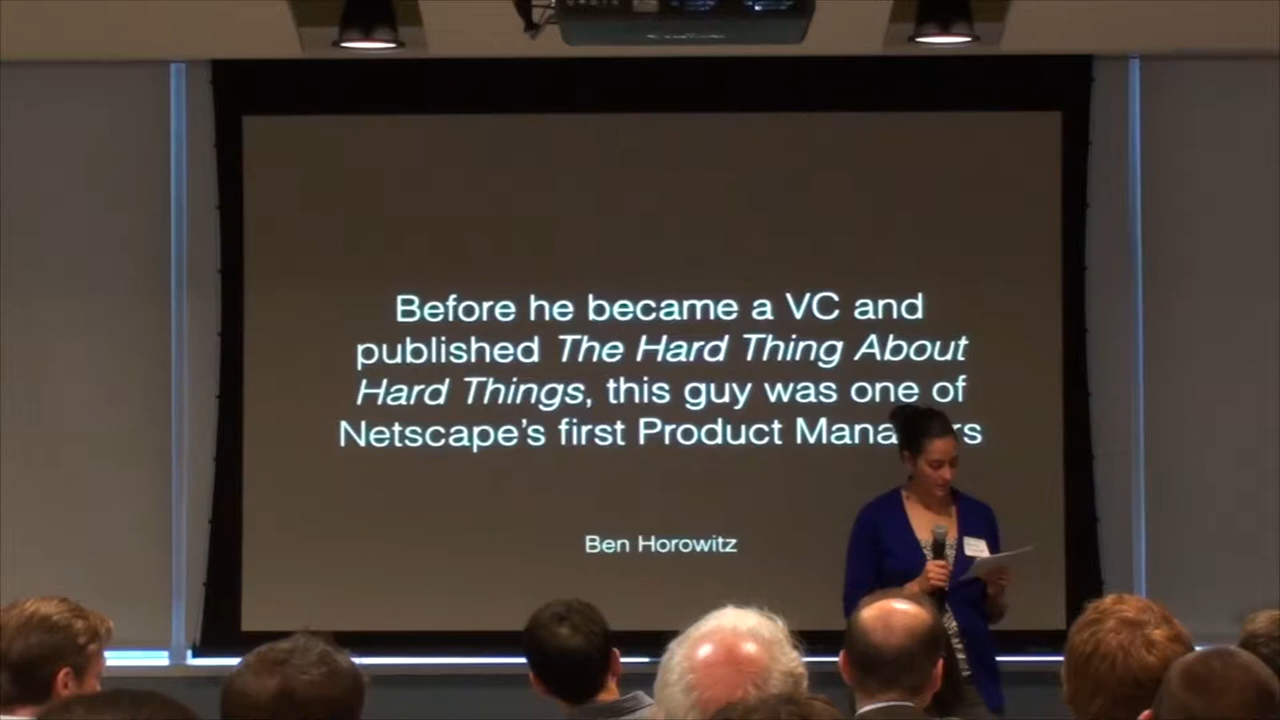 Before he became a VC and
published The Hard Thing About
Hard Things, this guy was one of
Netscape's first Product
Ben Horowitz